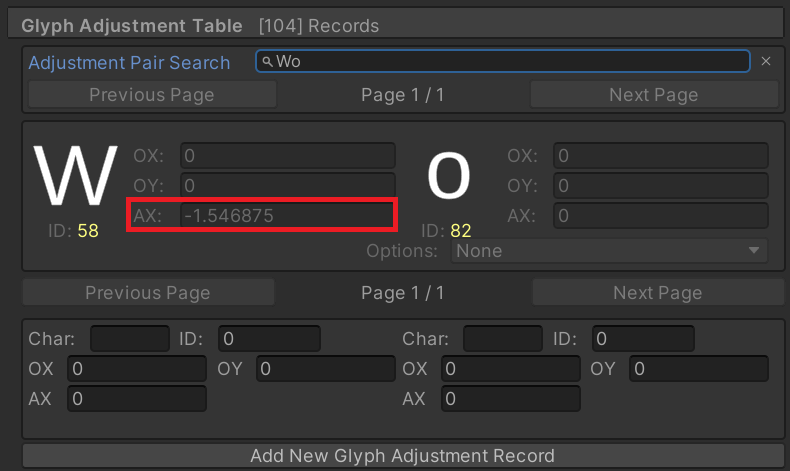 Glyph Adjustment Table [104] Records
Adjustment Pair Search Wo ×
Previous Page Page 1 / 1 Next Page
W OX: 0 o OX: 0
OY: 0 OY: 0
AX: -1.546875 AX: 0
ID: 58 ID: 82
Options: None
Previous Page Page 1 / 1 Next Page
Char: ID: 0 Char: ID: 0
OX 0 OY 0 OX 0 OY 0
AX 0 AX 0
Add New Glyph Adjustment Record